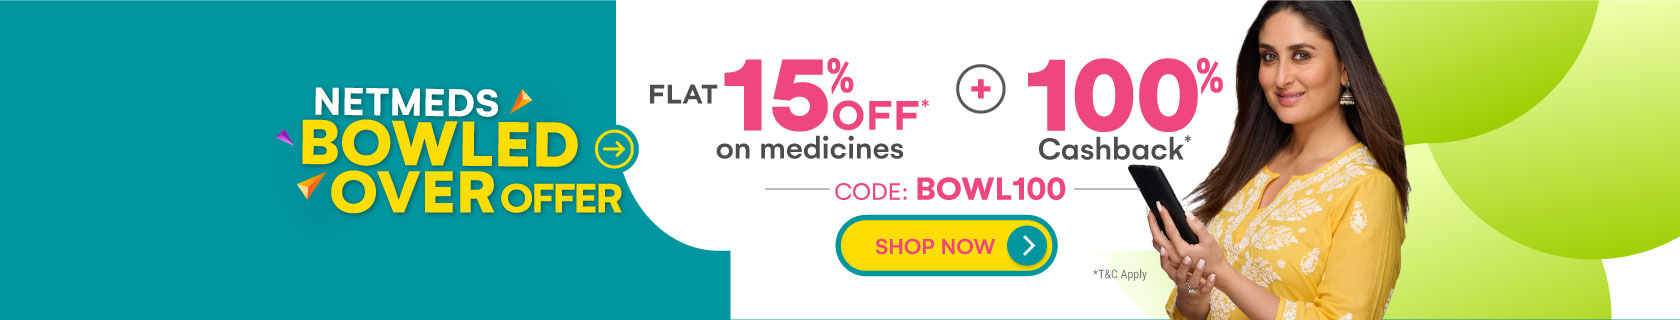 NETMEDS
BOWLED
OVER OFFER
FLAT 15% OFF*
on medicines
+
100%
Cashback*
CODE: BOWL100
SHOP NOW
*T&C Apply